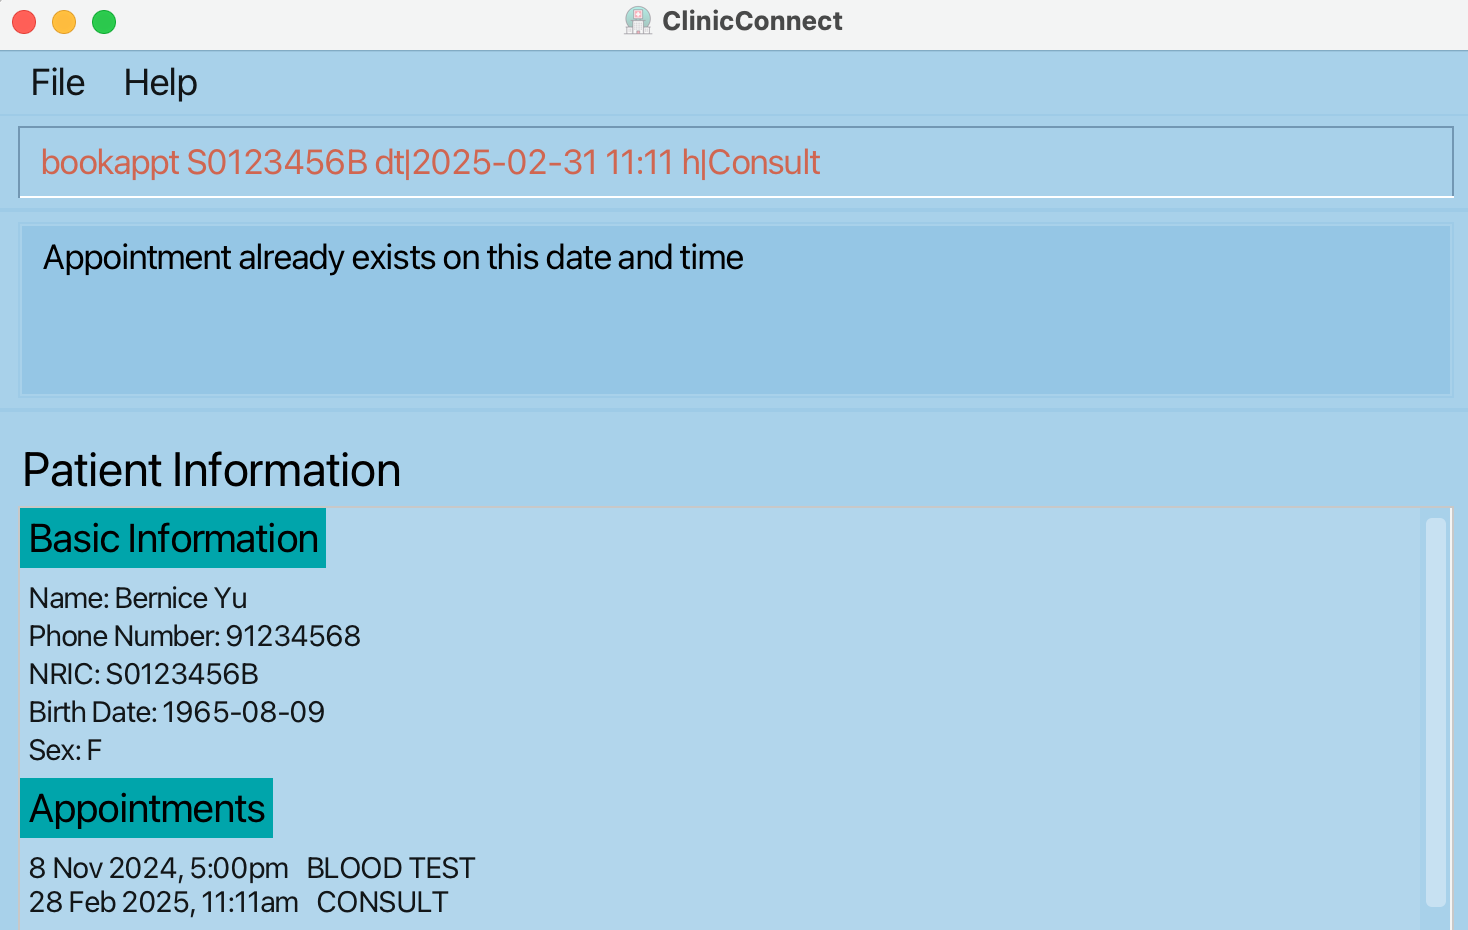 ClinicConnect
File Help
bookappt S0123456B dt|2025-02-31 11:11 h|Consult
Appointment already exists on this date and time
Patient Information
Basic Information
Name: Bernice Yu
Phone Number: 91234568
NRIC: S0123456B
Birth Date: 1965-08-09
Sex: F
Appointments
8 Nov 2024, 5:00pm BLOOD TEST
28 Feb 2025, 11:11am CONSULT